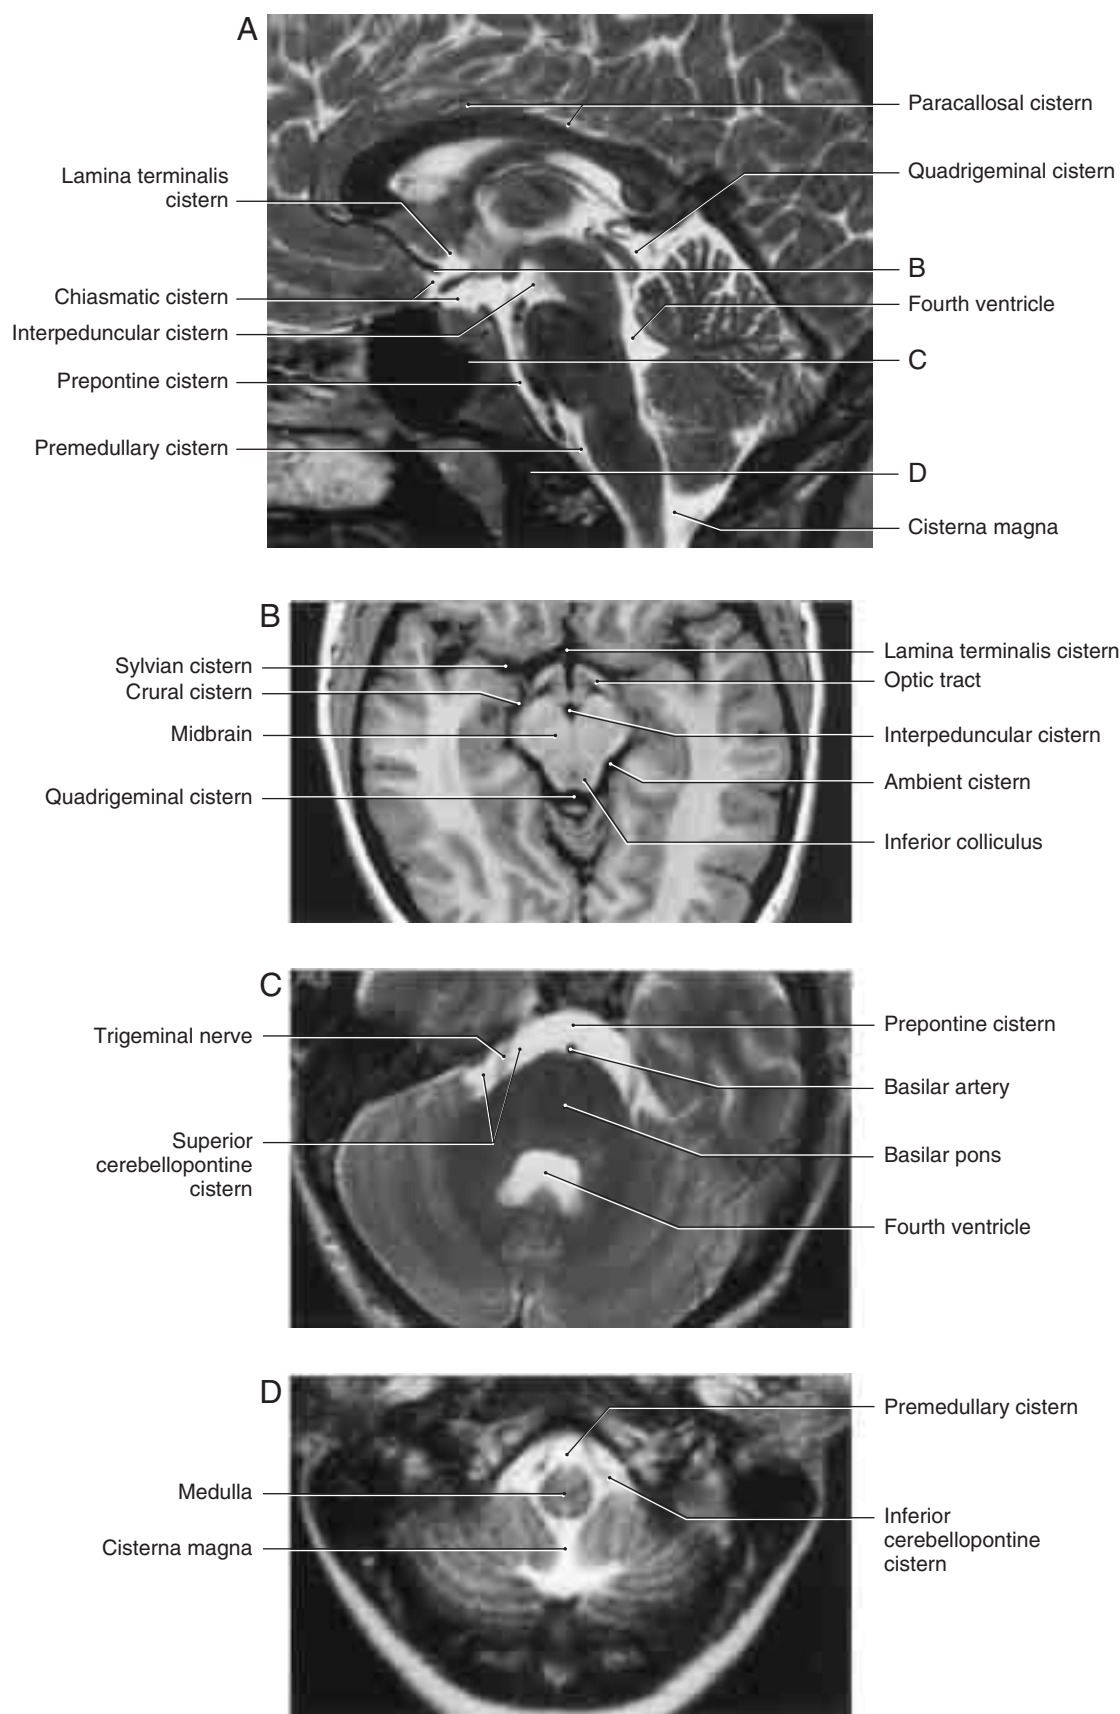 A
Paracallosal cistern
Lamina terminalis
cistern
Quadrigeminal cistern
B
Chiasmatic cistern
Fourth ventricle
Interpeduncular cistern
C
Prepontine cistern
Premedullary cistern
D
Cisterna magna
B
Lamina terminalis cistern
Sylvian cistern
Optic tract
Crural cistern
Midbrain
Interpeduncular cistern
Ambient cistern
Quadrigeminal cistern
Inferior colliculus
C
Prepontine cistern
Trigeminal nerve
Basilar artery
Superior
cerebellopontine
cistern
Basilar pons
Fourth ventricle
D
Premedullary cistern
Medulla
Inferior
cerebellopontine
cistern
Cisterna magna